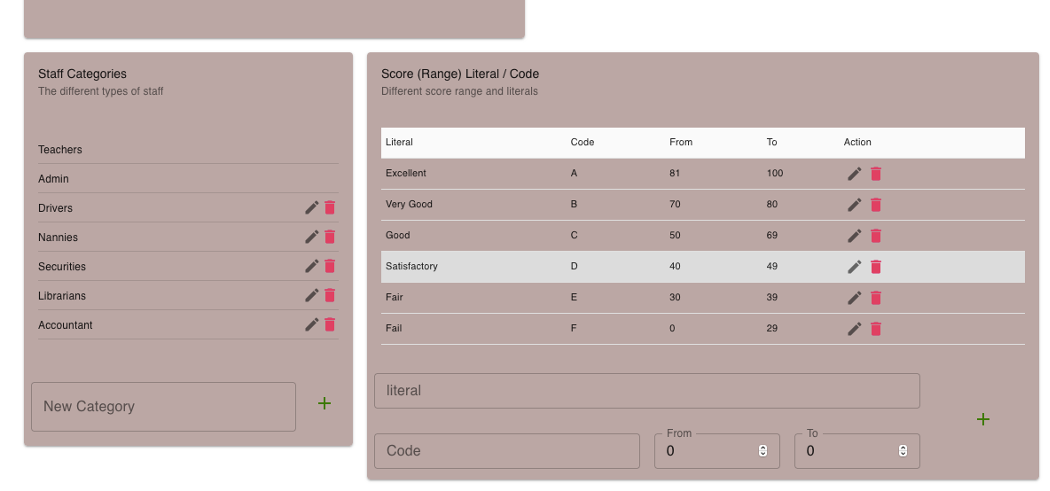 Staff Categories
The different types of staff
Teachers
Admin
Drivers
Nannies
Securities
Librarians
Accountant
New Category
Score (Range) Literal / Code
Different score range and literals
Literal Code From To Action
Excellent A 81 100
Very Good B 70 80
Good C 50 69
Satisfactory D 40 49
Fair E 30 39
Fail F 0 29
literal
From To
Code 0 0